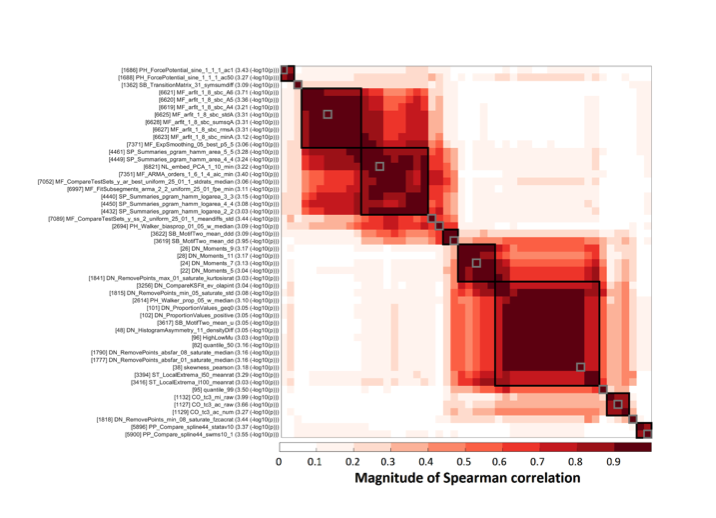 [1686] PH_ForcePotential_sine_1_1_1_ac1 (3.43 (-log10(p)))
[1688] PH_ForcePotential_sine_1_1_1_ac50 (3.27 (-log10(p)))
[1362] SB_TransitionMatrix_31_symsumdiff (3.09 (-log10(p)))
[6621] MF_arfit_1_8_sbc_A6 (3.71 (-log10(p)))
[6620] MF_arfit_1_8_sbc_A5 (3.36 (-log10(p)))
[6619] MF_arfit_1_8_sbc_A4 (3.21 (-log10(p)))
[6625] MF_arfit_1_8_sbc_stdA (3.31 (-log10(p)))
[6628] MF_arfit_1_8_sbc_sumsqA (3.31 (-log10(p)))
[6627] MF_arfit_1_8_sbc_rmsA (3.31 (-log10(p)))
[6623] MF_arfit_1_8_sbc_minA (3.12 (-log10(p)))
[7371] MF_ExpSmoothing_05_best_p5_5 (3.06 (-log10(p)))
[4461] SP_Summaries_pgram_hamm_area_5_5 (3.28 (-log10(p)))
[4449] SP_Summaries_pgram_hamm_area_4_4 (3.24 (-log10(p)))
[6821] NL_embed_PCA_1_10_min (3.22 (-log10(p)))
[7351] MF_ARMA_orders_1_6_1_4_aic_min (3.40 (-log10(p)))
[7052] MF_CompareTestSets_y_ar_best_uniform_25_01_1_stdrats_median (3.06 (-log10(p)))
[6997] MF_FitSubsegments_arma_2_2_uniform_25_01_fpe_min (3.11 (-log10(p)))
[4440] SP_Summaries_pgram_hamm_logarea_3_3 (3.15 (-log10(p)))
[4450] SP_Summaries_pgram_hamm_logarea_4_4 (3.08 (-log10(p)))
[4432] SP_Summaries_pgram_hamm_logarea_2_2 (3.03 (-log10(p)))
[7089] MF_CompareTestSets_y_ss_2_uniform_25_01_1_meandiffs_std (3.44 (-log10(p)))
[2694] PH_Walker_biasprop_01_05_w_median (3.09 (-log10(p)))
[3622] SB_MotifTwo_mean_ddd (3.09 (-log10(p)))
[3619] SB_MotifTwo_mean_dd (3.95 (-log10(p)))
[26] DN_Moments_9 (3.17 (-log10(p)))
[28] DN_Moments_11 (3.17 (-log10(p)))
[24] DN_Moments_7 (3.13 (-log10(p)))
[22] DN_Moments_5 (3.04 (-log10(p)))
[1841] DN_RemovePoints_max_01_saturate_kurtosisrat (3.03 (-log10(p)))
[3256] DN_CompareKSFit_ev_olapint (3.04 (-log10(p)))
[1815] DN_RemovePoints_min_05_saturate_std (3.08 (-log10(p)))
[2614] PH_Walker_prop_05_w_median (3.10 (-log10(p)))
[101] DN_ProportionValues_geq0 (3.05 (-log10(p)))
[102] DN_ProportionValues_positive (3.05 (-log10(p)))
[3617] SB_MotifTwo_mean_u (3.05 (-log10(p)))
[48] DN_HistogramAsymmetry_11_densityDiff (3.97 (-log10(p)))
[96] HighLowMu (3.03 (-log10(p)))
[82] quantile_50 (3.16 (-log10(p)))
[1790] DN_RemovePoints_absfar_08_saturate_median (3.16 (-log10(p)))
[1777] DN_RemovePoints_absfar_01_saturate_median (3.16 (-log10(p)))
[38] skewness_pearson (3.18 (-log10(p)))
[3394] ST_LocalExtrema_l50_meanrat (3.29 (-log10(p)))
[3416] ST_LocalExtrema_l100_meanrat (3.03 (-log10(p)))
[95] quantile_99 (3.50 (-log10(p)))
[1132] CO_tc3_mi_raw (3.99 (-log10(p)))
[1127] CO_tc3_ac_raw (3.66 (-log10(p)))
[1129] CO_tc3_ac_num (3.27 (-log10(p)))
[1818] DN_RemovePoints_min_08_saturate_fzcacrat (3.44 (-log10(p)))
[5896] PP_Compare_spline44_statav10 (3.37 (-log10(p)))
[5900] PP_Compare_spline44_swms10_1 (3.55 (-log10(p)))
0 0.1 0.2 0.3 0.4 0.5 0.6 0.7 0.8 0.9
Magnitude of Spearman correlation